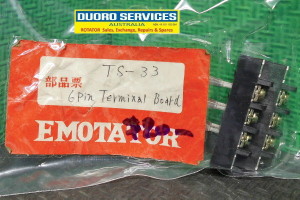 DUORO SERVICES
AUSTRALIA
ROTATOR Sales, Exchange, Repairs & Spares
部品票
TS-33
6pin Terminal Board
EMOTATOR